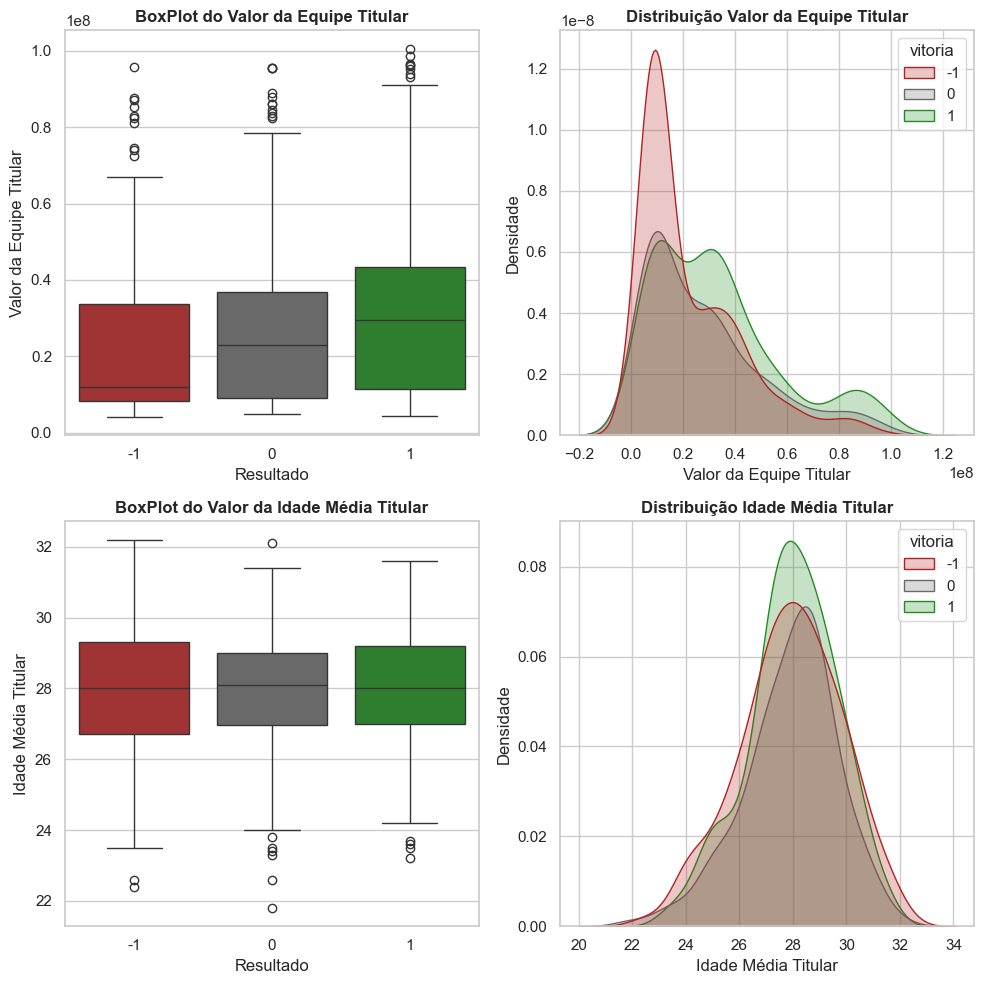 BoxPlot do Valor da Equipe Titular
1e8
1.0
0.8
0.6
0.4
0.2
0.0
Valor da Equipe Titular
-1 0 1
Resultado
Distribuição Valor da Equipe Titular
1e−8
vitoria
-1
0
1
1.2
1.0
0.8
0.6
0.4
0.2
0.0
Densidade
−0.2 0.0 0.2 0.4 0.6 0.8 1.0 1.2
1e8
Valor da Equipe Titular
BoxPlot do Valor da Idade Média Titular
32
30
28
26
24
22
Idade Média Titular
-1 0 1
Resultado
Distribuição Idade Média Titular
vitoria
-1
0
1
0.08
0.06
0.04
0.02
0.00
Densidade
20 22 24 26 28 30 32 34
Idade Média Titular